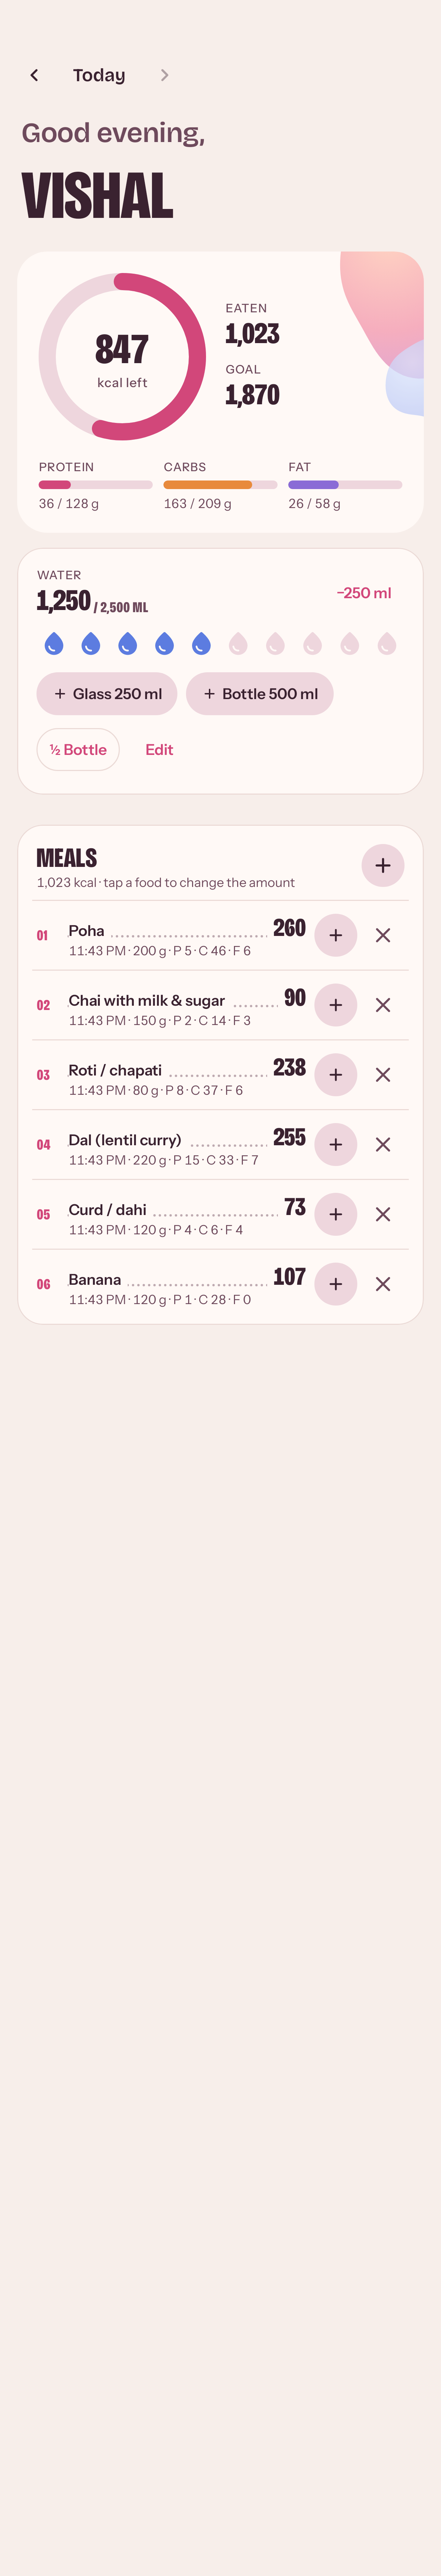 Today
Good evening,
VISHAL
847
kcal left
EATEN
1,023
GOAL
1,870
PROTEIN
36 / 128 g
CARBS
163 / 209 g
FAT
26 / 58 g
WATER
1,250 / 2,500 ML
−250 ml
+ Glass 250 ml
+ Bottle 500 ml
½ Bottle
Edit
MEALS
1,023 kcal · tap a food to change the amount
01 Poha 260
11:43 PM · 200 g · P 5 · C 46 · F 6
02 Chai with milk & sugar 90
11:43 PM · 150 g · P 2 · C 14 · F 3
03 Roti / chapati 238
11:43 PM · 80 g · P 8 · C 37 · F 6
04 Dal (lentil curry) 255
11:43 PM · 220 g · P 15 · C 33 · F 7
05 Curd / dahi 73
11:43 PM · 120 g · P 4 · C 6 · F 4
06 Banana 107
11:43 PM · 120 g · P 1 · C 28 · F 0